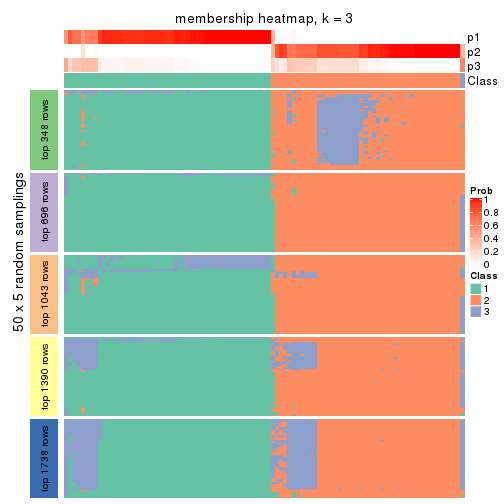 membership heatmap, k = 3
p1
p2
p3
Class
50 x 5 random samplings
top 348 rows
top 696 rows
top 1043 rows
top 1390 rows
top 1738 rows
Prob
1
0.8
0.6
0.4
0.2
0
Class
1
2
3